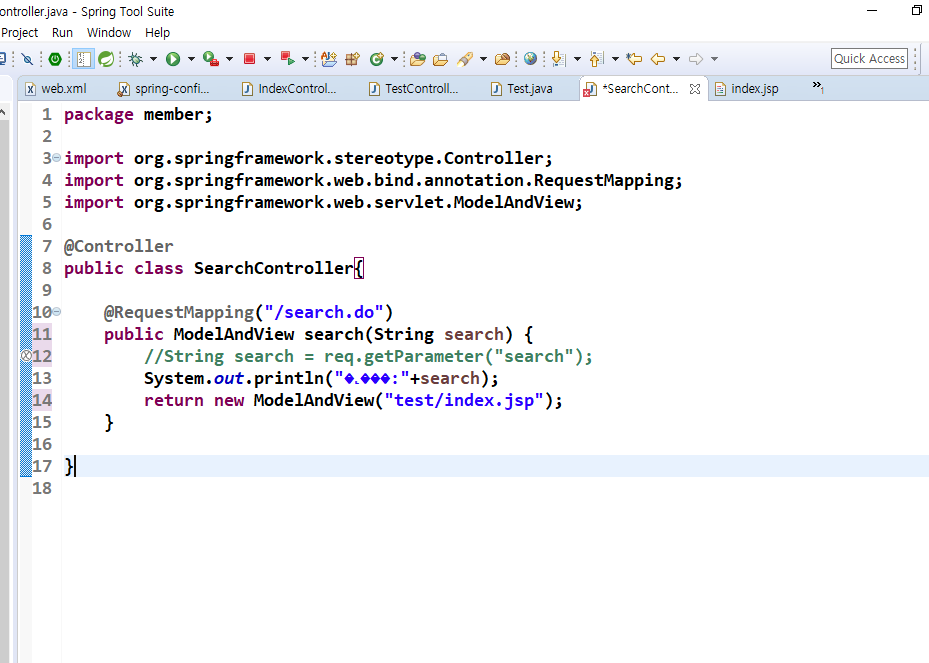 ontroller.java - Spring Tool Suite
Project Run Window Help
Quick Access
web.xml spring-confi... IndexControl... TestControll... Test.java *SearchCont... index.jsp »1
1 package member;
2
3 import org.springframework.stereotype.Controller;
4 import org.springframework.web.bind.annotation.RequestMapping;
5 import org.springframework.web.servlet.ModelAndView;
6
7 @Controller
8 public class SearchController{
9
10 @RequestMapping("/search.do")
11 public ModelAndView search(String search) {
12 //String search = req.getParameter("search");
13 System.out.println("�˻���:"+search);
14 return new ModelAndView("test/index.jsp");
15 }
16
17 }
18